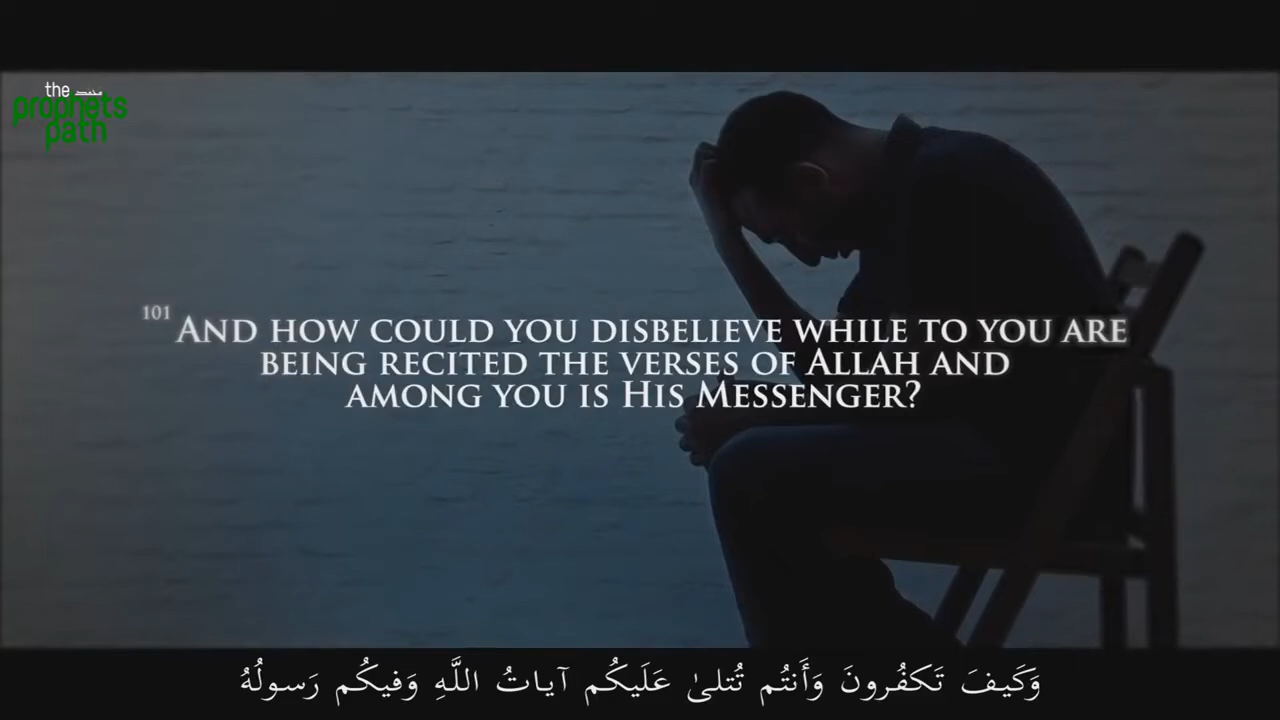 the
prophets
path
101 AND HOW COULD YOU DISBELIEVE WHILE TO YOU ARE
BEING RECITED THE VERSES OF ALLAH AND
AMONG YOU IS HIS MESSENGER?
وَكَيفَ تَكفُرونَ وَأَنتُم تُتلىٰ عَلَيكُم آياتُ اللَّهِ وَفيكُم رَسولُهُ